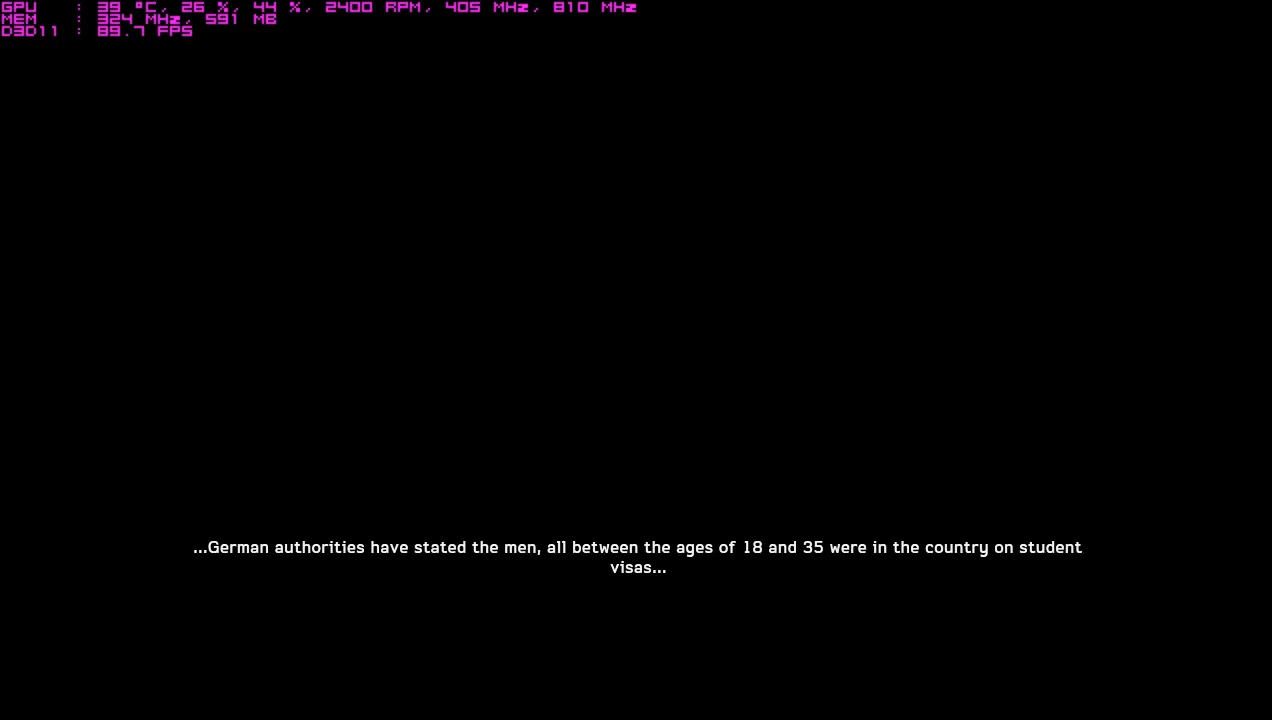 GPU : 39 °C, 26 %, 44 %, 2400 RPM, 405 MHz, 810 MHz
MEM : 324 MHz, 591 MB
D3D11 : 89.7 FPS
...German authorities have stated the men, all between the ages of 18 and 35 were in the country on student
visas...